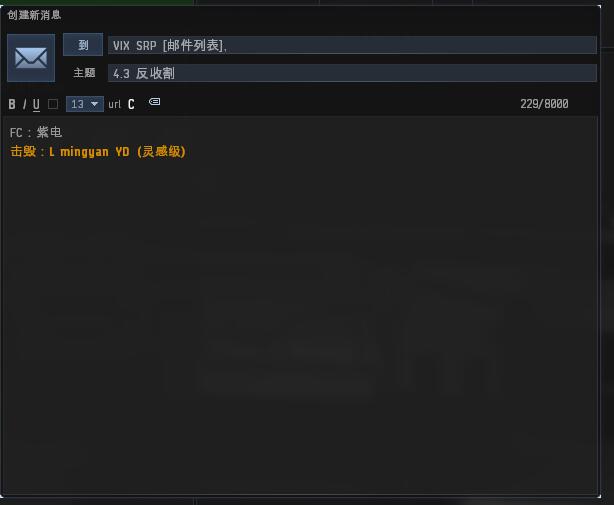 创建新消息
到 VIX SRP [邮件列表],
主题 4.3 反收割
B I U 13 url C 229/8000
FC：紫电
击毁：L mingyan YD (灵感级)